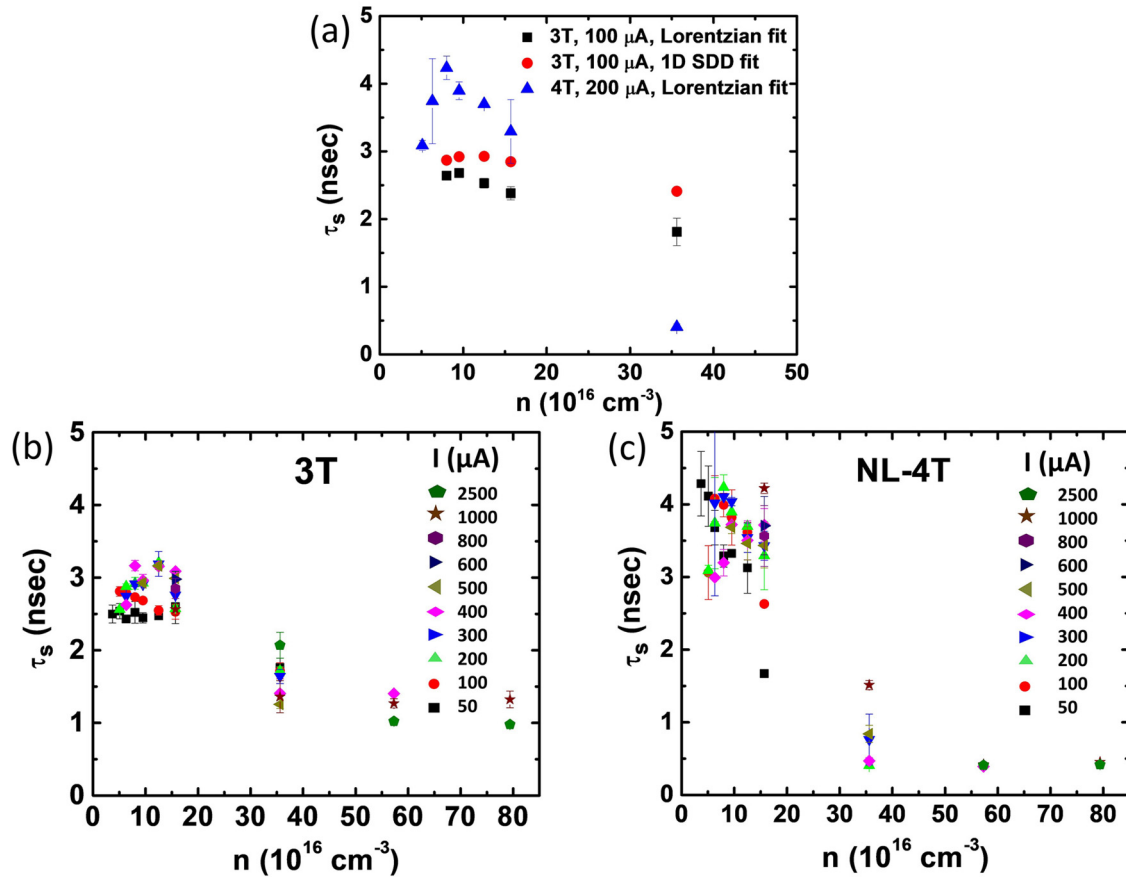 (a)
3T, 100 μA, Lorentzian fit
3T, 100 μA, 1D SDD fit
4T, 200 μA, Lorentzian fit
5
4
3
2
1
0
τs (nsec)
0 10 20 30 40 50
n (10^16 cm^-3)
(b)
3T
I (μA)
2500
1000
800
600
500
400
300
200
100
50
5
4
3
2
1
0
τs (nsec)
0 10 20 30 40 50 60 70 80
n (10^16 cm^-3)
(c)
NL-4T
I (μA)
2500
1000
800
600
500
400
300
200
100
50
5
4
3
2
1
0
τs (nsec)
0 10 20 30 40 50 60 70 80
n (10^16 cm^-3)